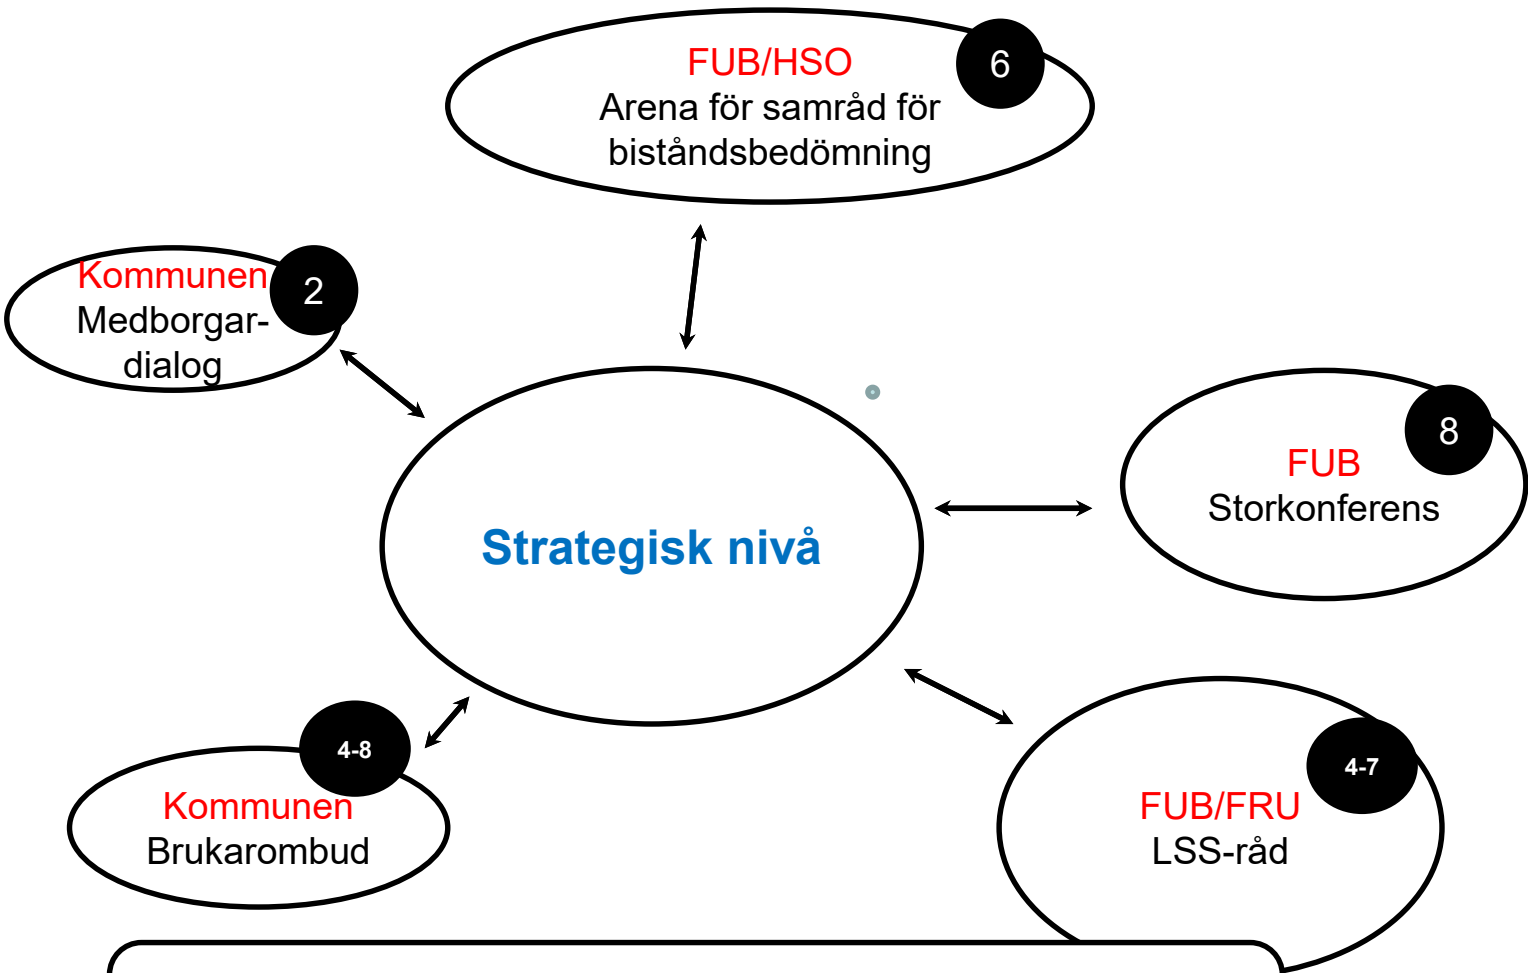 FUB/HSO
Arena för samråd för
biståndsbedömning
6
Kommunen
Medborgar-
dialog
2
FUB
Storkonferens
8
Strategisk nivå
Kommunen
Brukarombud
4-8
FUB/FRU
LSS-råd
4-7